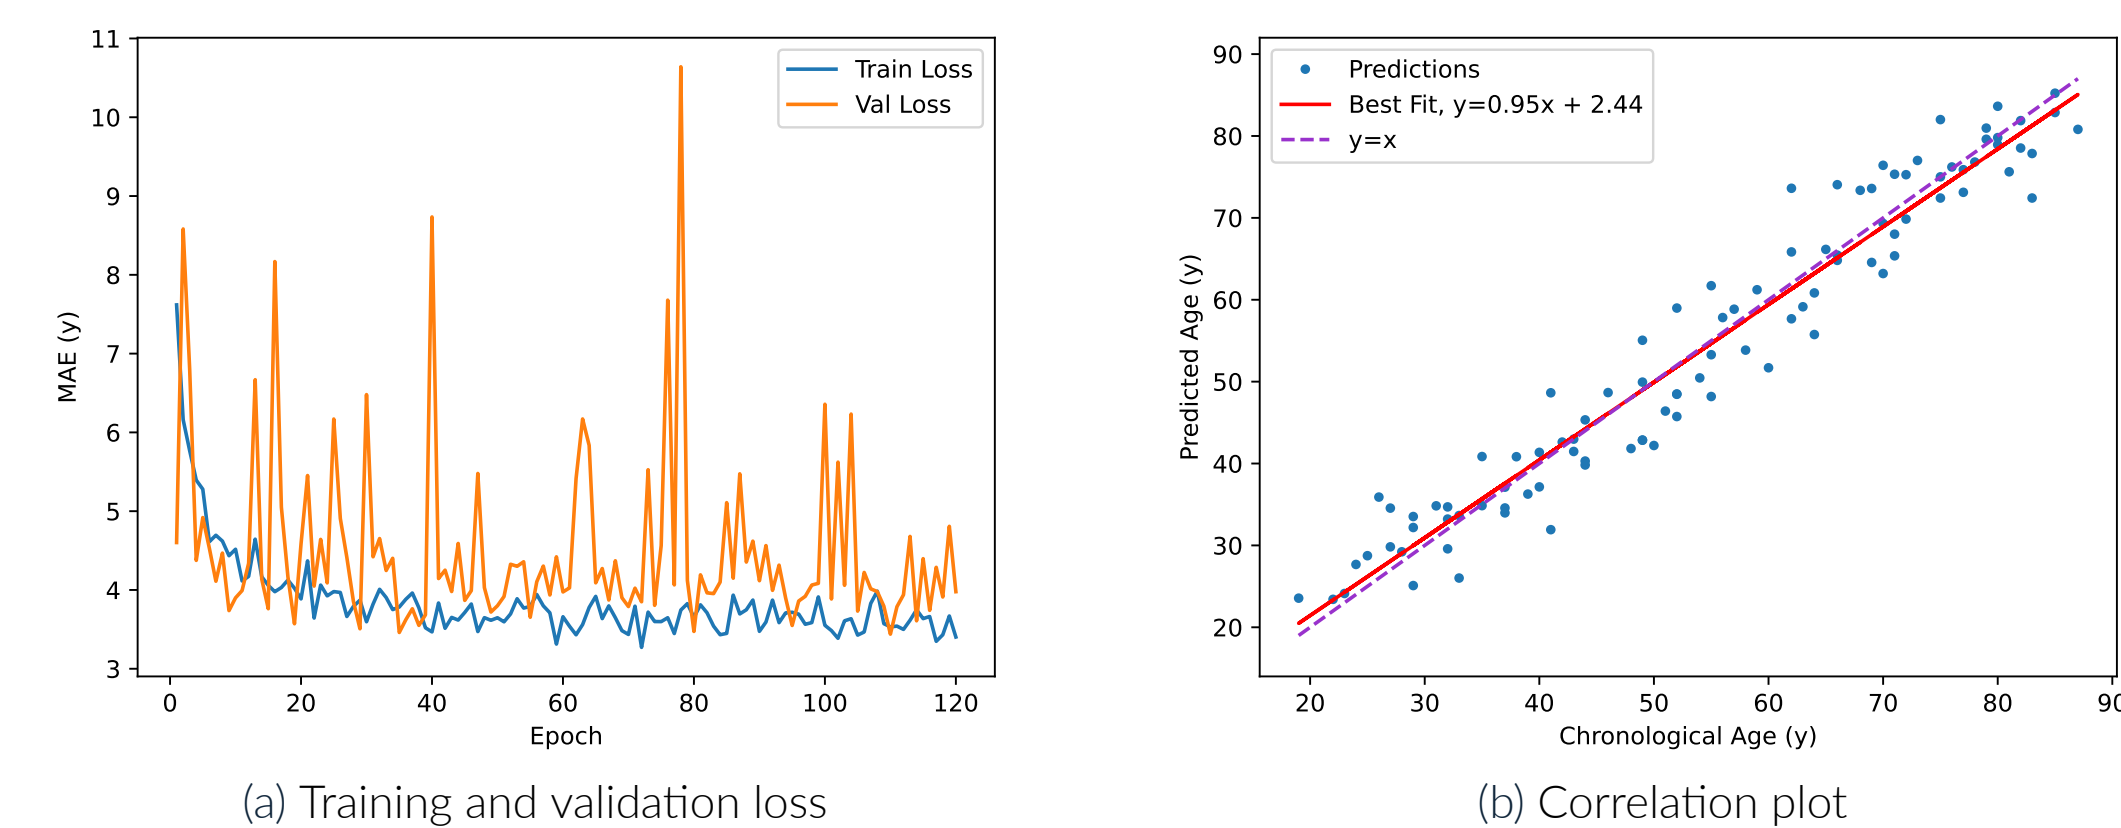 11
10
9
8
7
6
5
4
3
MAE (y)
Train Loss
Val Loss
0 20 40 60 80 100 120
Epoch
(a) Training and validation loss
90
80
70
60
50
40
30
20
Predicted Age (y)
Predictions
Best Fit, y=0.95x + 2.44
y=x
20 30 40 50 60 70 80 90
Chronological Age (y)
(b) Correlation plot